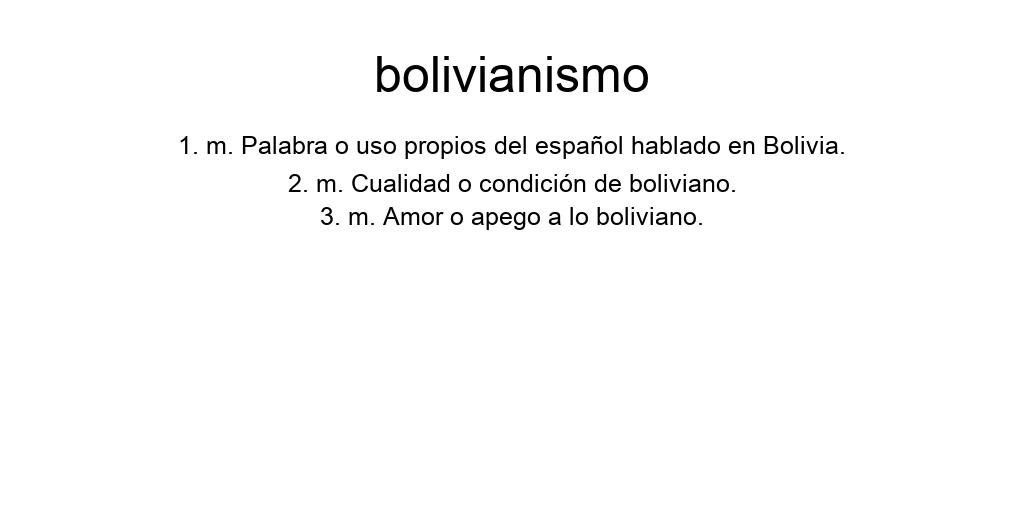 bolivianismo
1. m. Palabra o uso propios del español hablado en Bolivia.
2. m. Cualidad o condición de boliviano.
3. m. Amor o apego a lo boliviano.